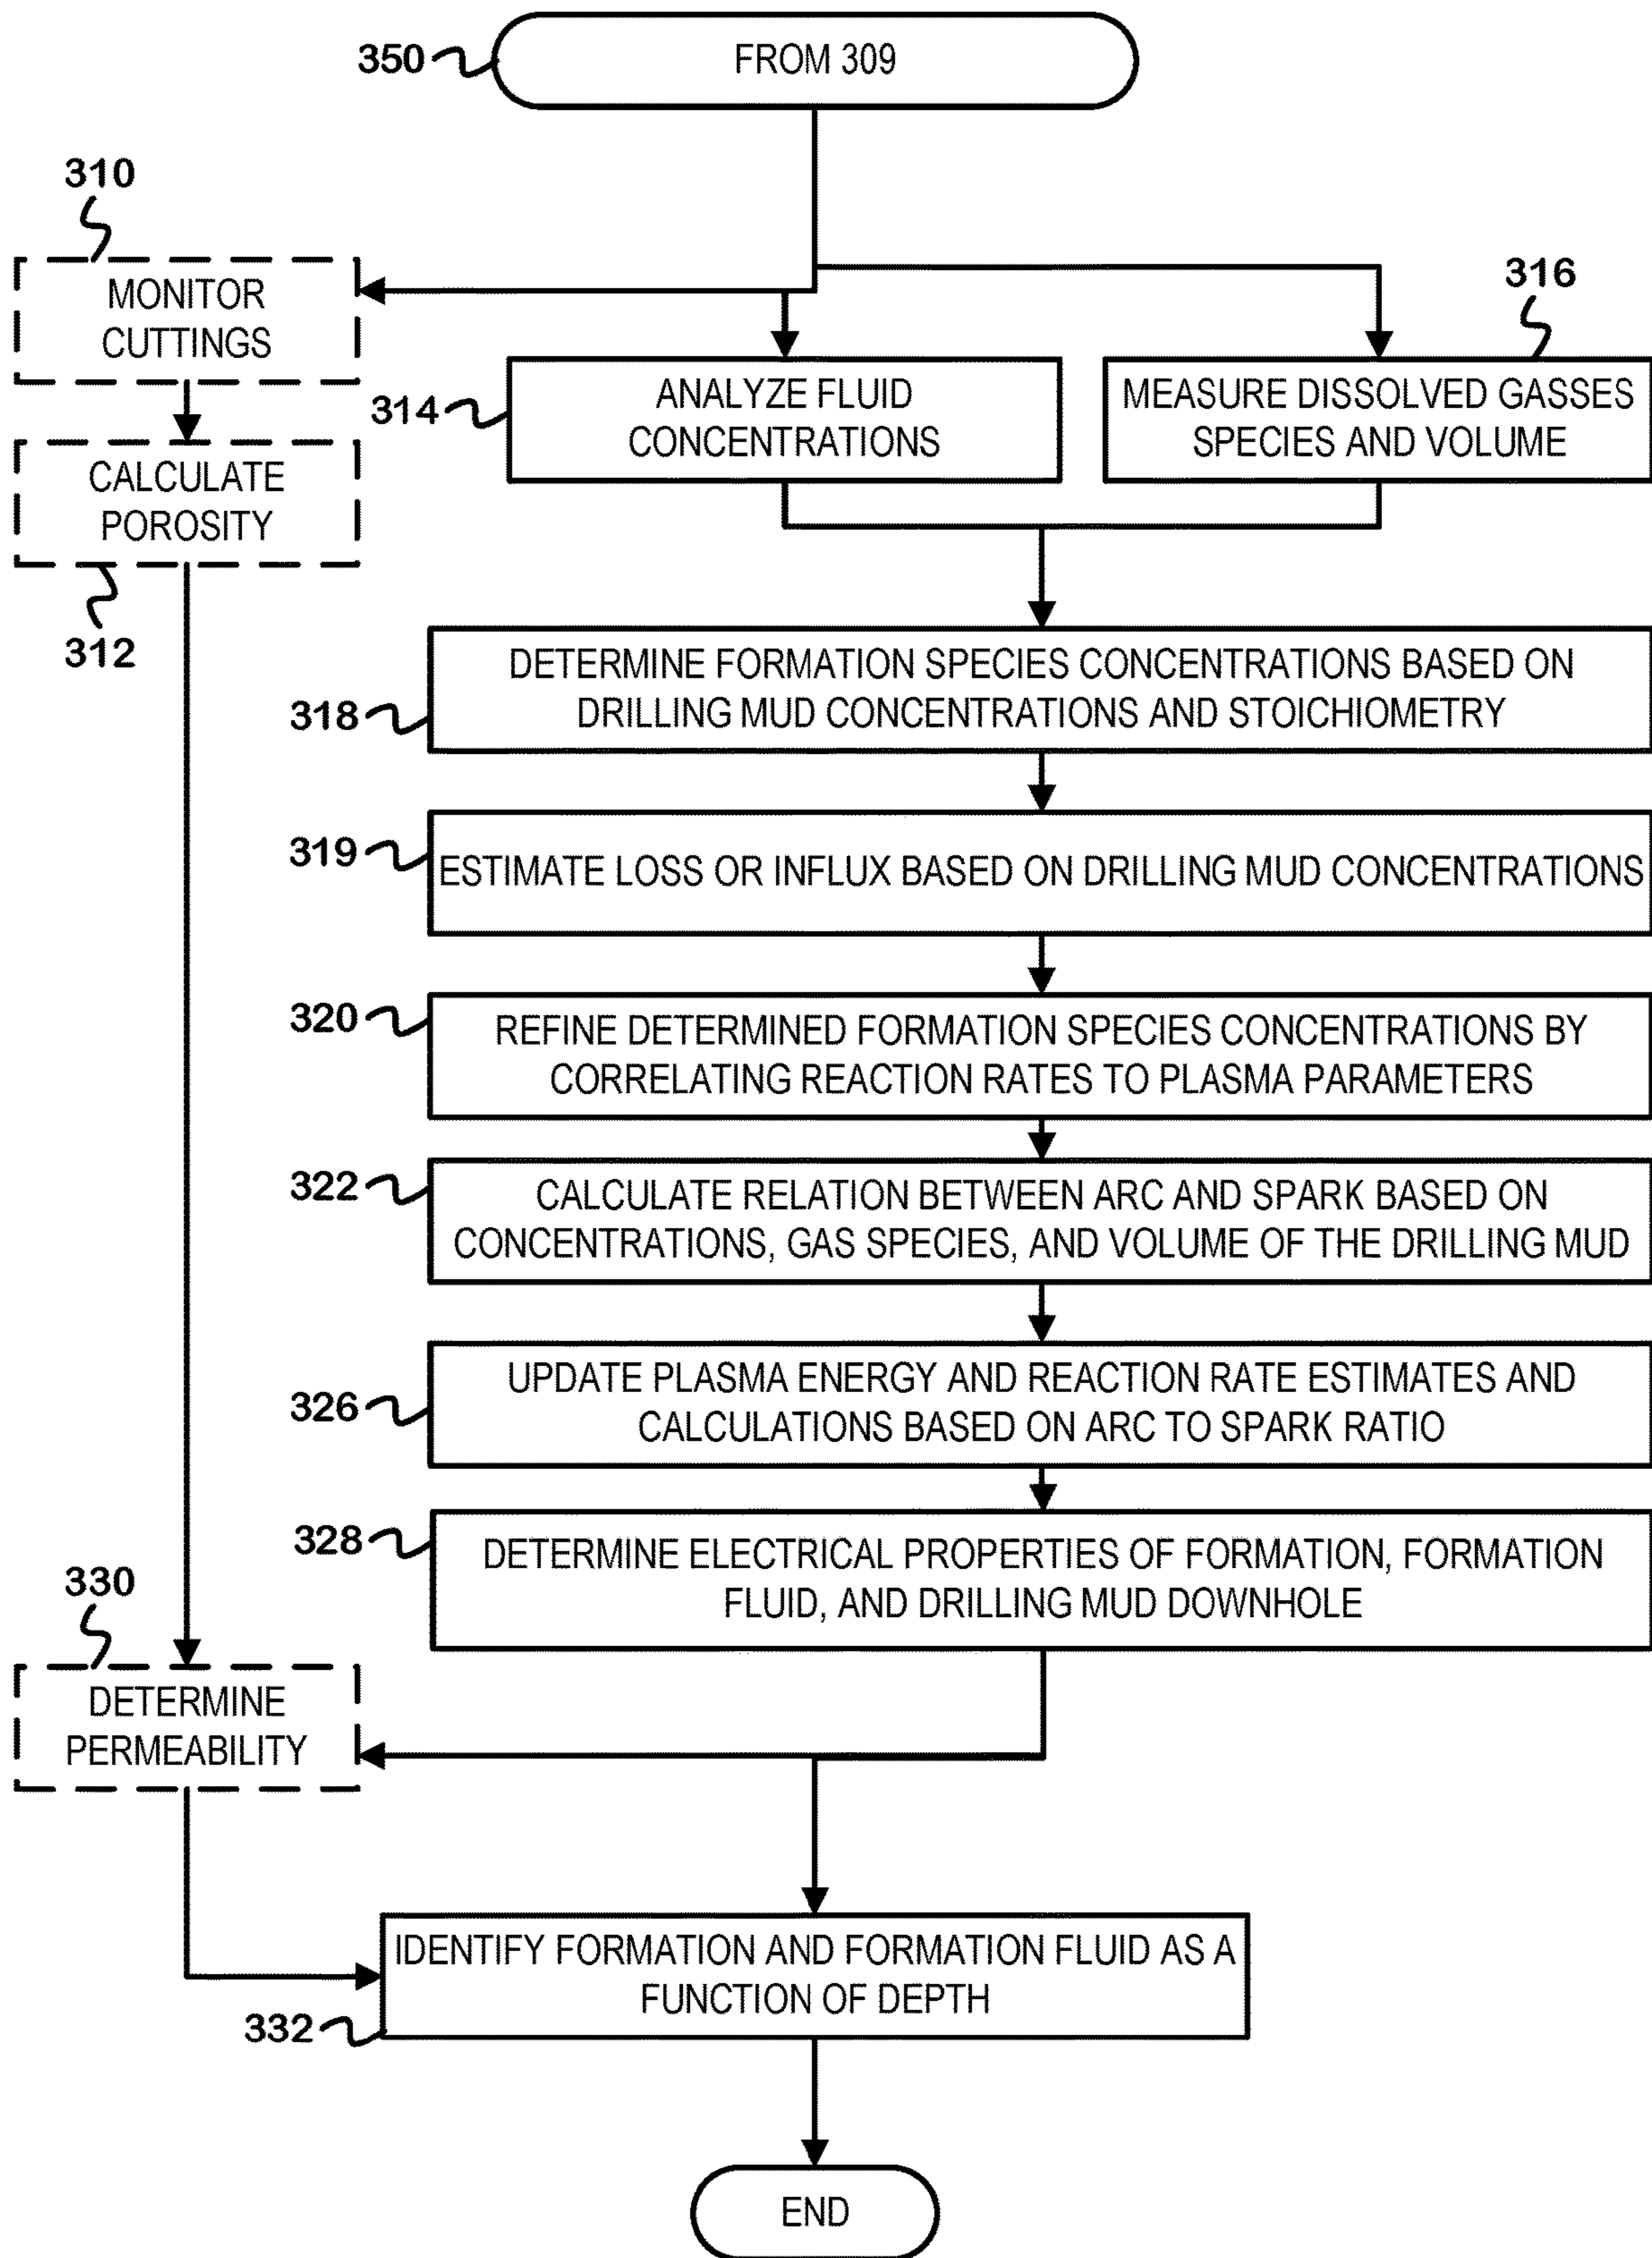 350
FROM 309
310
MONITOR
CUTTINGS
316
314
ANALYZE FLUID
CONCENTRATIONS
MEASURE DISSOLVED GASSES
SPECIES AND VOLUME
CALCULATE
POROSITY
312
318
DETERMINE FORMATION SPECIES CONCENTRATIONS BASED ON
DRILLING MUD CONCENTRATIONS AND STOICHIOMETRY
319
ESTIMATE LOSS OR INFLUX BASED ON DRILLING MUD CONCENTRATIONS
320
REFINE DETERMINED FORMATION SPECIES CONCENTRATIONS BY
CORRELATING REACTION RATES TO PLASMA PARAMETERS
322
CALCULATE RELATION BETWEEN ARC AND SPARK BASED ON
CONCENTRATIONS, GAS SPECIES, AND VOLUME OF THE DRILLING MUD
326
UPDATE PLASMA ENERGY AND REACTION RATE ESTIMATES AND
CALCULATIONS BASED ON ARC TO SPARK RATIO
328
DETERMINE ELECTRICAL PROPERTIES OF FORMATION, FORMATION
FLUID, AND DRILLING MUD DOWNHOLE
330
DETERMINE
PERMEABILITY
IDENTIFY FORMATION AND FORMATION FLUID AS A
FUNCTION OF DEPTH
332
END